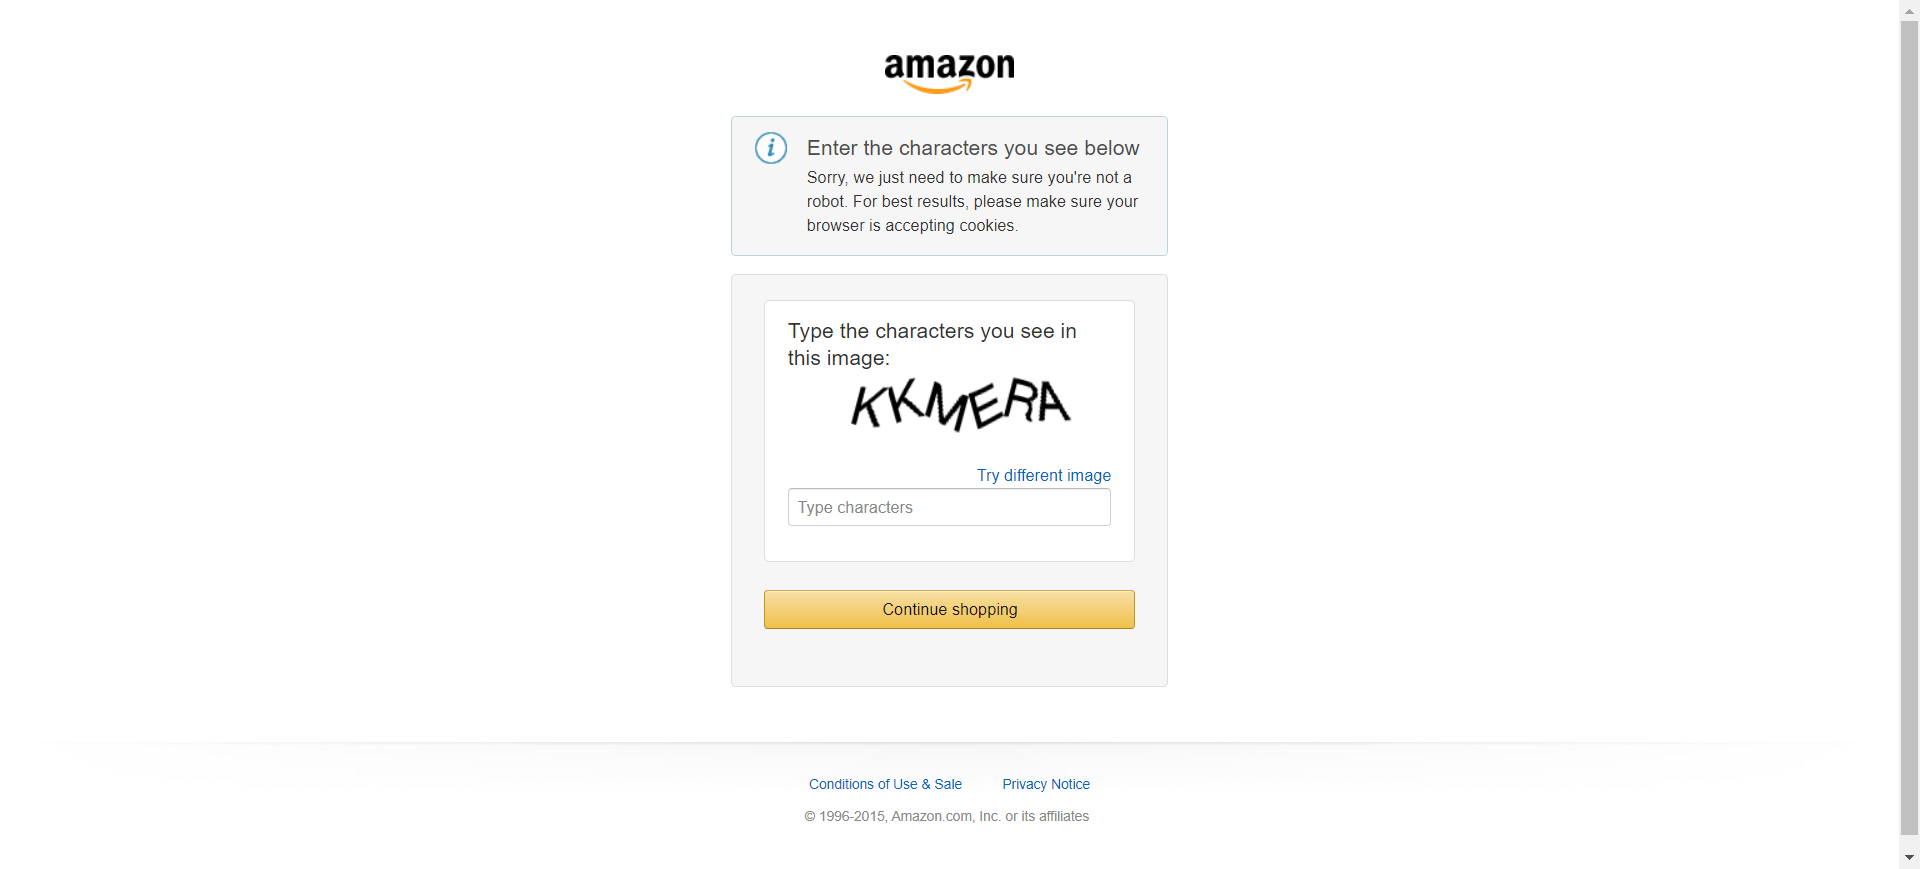 amazon
i
Enter the characters you see below
Sorry, we just need to make sure you're not a
robot. For best results, please make sure your
browser is accepting cookies.
Type the characters you see in
this image:
KKMERA
Try different image
Type characters
Continue shopping
Conditions of Use & Sale Privacy Notice
© 1996-2015, Amazon.com, Inc. or its affiliates